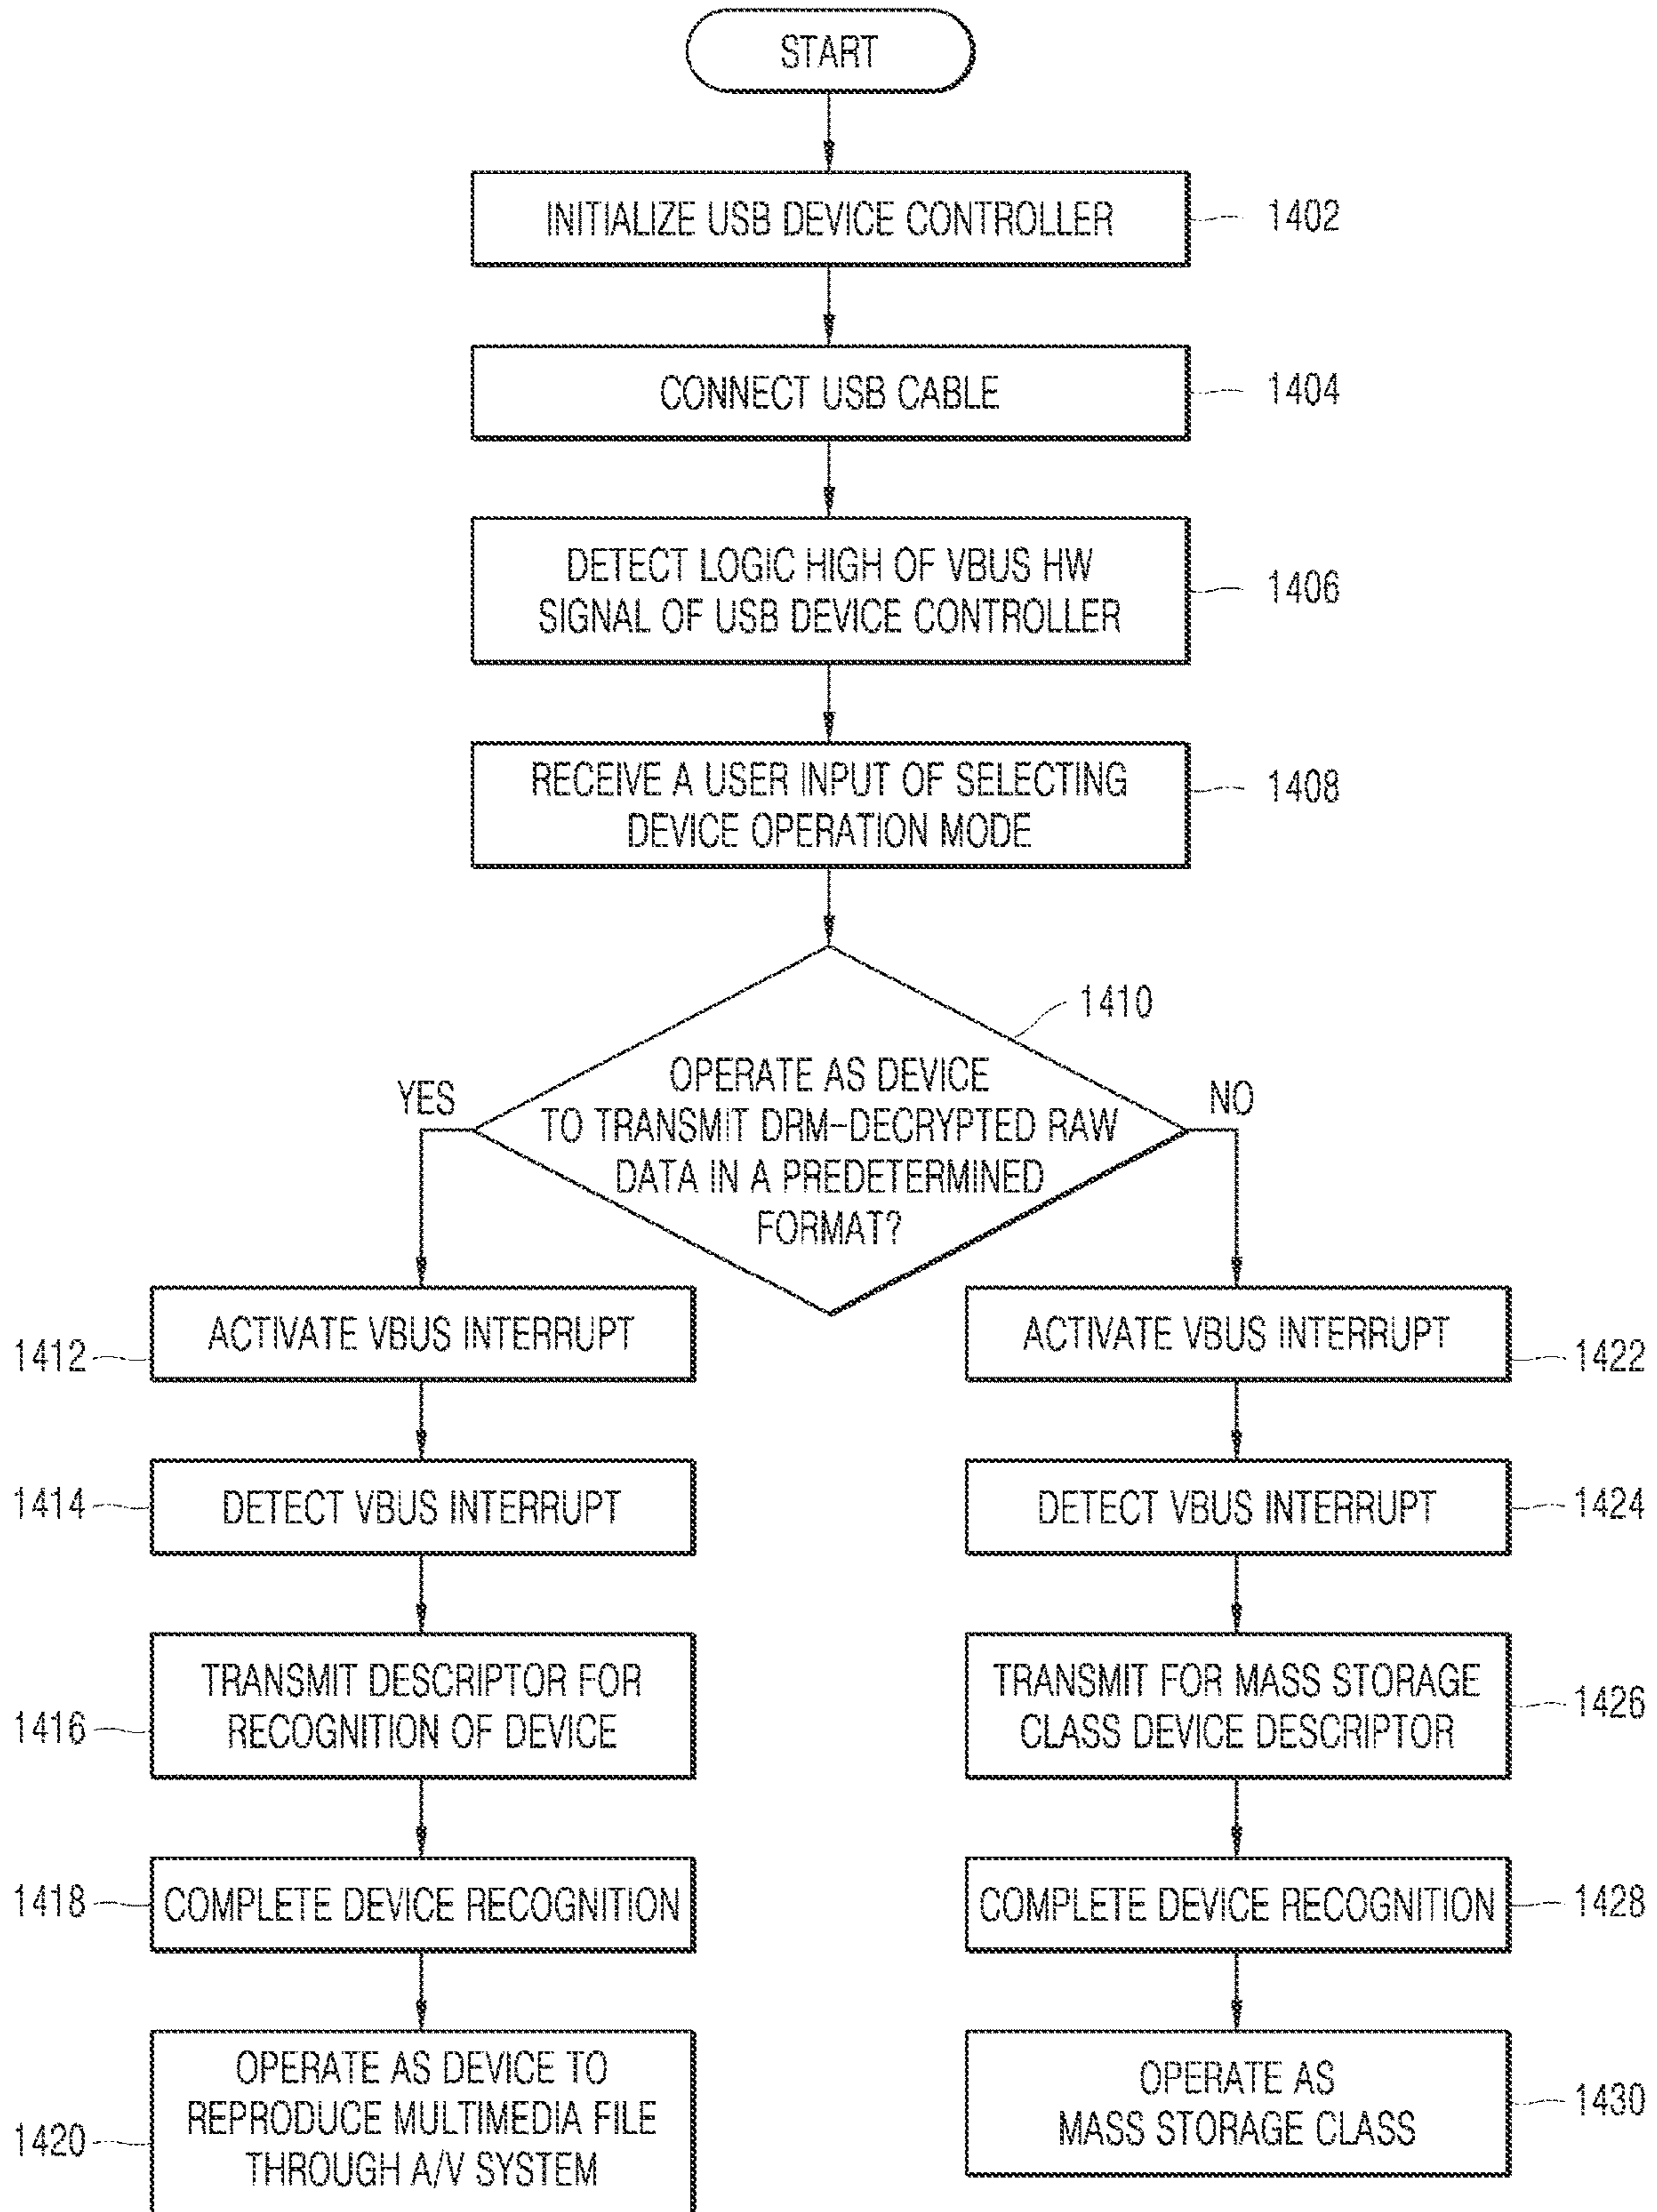 START
INITIALIZE USB DEVICE CONTROLLER
1402
CONNECT USB CABLE
1404
DETECT LOGIC HIGH OF VBUS HW
SIGNAL OF USB DEVICE CONTROLLER
1406
RECEIVE A USER INPUT OF SELECTING
DEVICE OPERATION MODE
1408
1410
OPERATE AS DEVICE
TO TRANSMIT DRM-DECRYPTED RAW
DATA IN A PREDETERMINED
FORMAT?
YES
NO
ACTIVATE VBUS INTERRUPT
1412
DETECT VBUS INTERRUPT
1414
TRANSMIT DESCRIPTOR FOR
RECOGNITION OF DEVICE
1416
COMPLETE DEVICE RECOGNITION
1418
OPERATE AS DEVICE TO
REPRODUCE MULTIMEDIA FILE
THROUGH A/V SYSTEM
1420
ACTIVATE VBUS INTERRUPT
1422
DETECT VBUS INTERRUPT
1424
TRANSMIT FOR MASS STORAGE
CLASS DEVICE DESCRIPTOR
1426
COMPLETE DEVICE RECOGNITION
1428
OPERATE AS
MASS STORAGE CLASS
1430